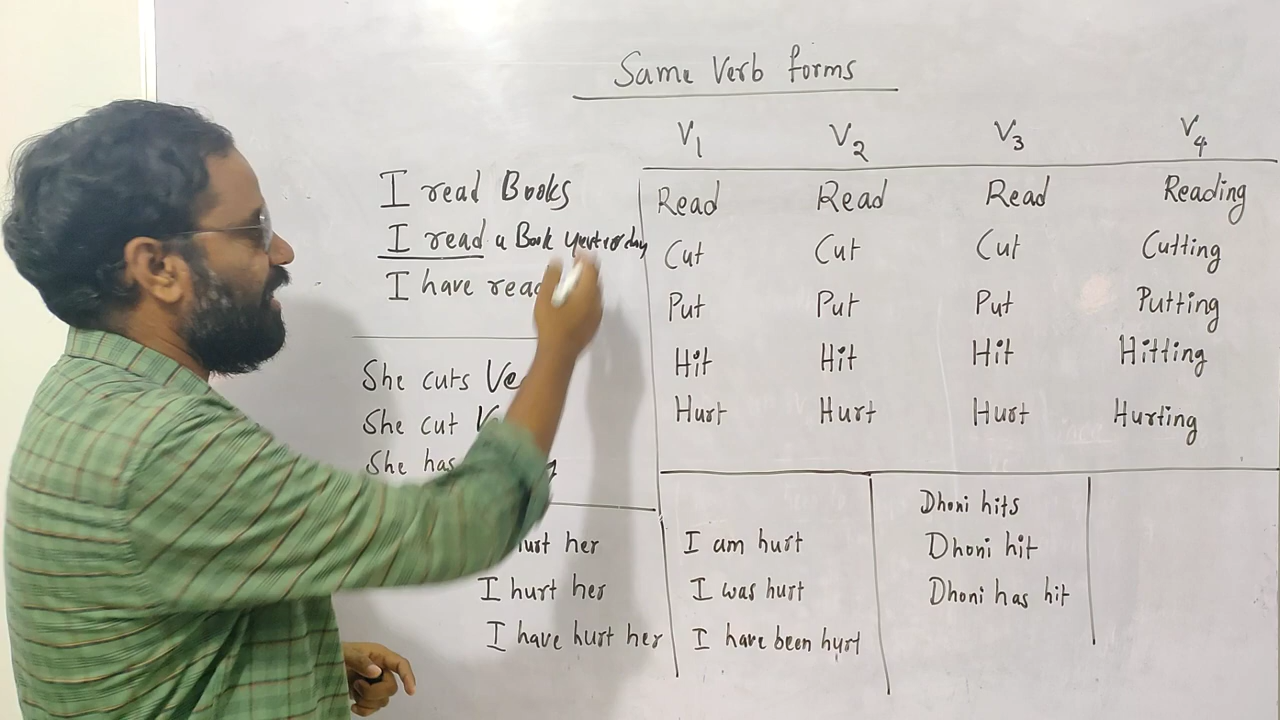 Same Verb forms
V1 V2 V3 V4
Read Read Read Reading
Cut Cut Cut Cutting
Put Put Put Putting
Hit Hit Hit Hitting
Hurt Hurt Hurt Hurting
I read Books
I read a Book yesterday
I have read
She cuts
She cut
She has
her
I hurt her
I have hurt her
I am hurt
I was hurt
I have been hurt
Dhoni hits
Dhoni hit
Dhoni has hit